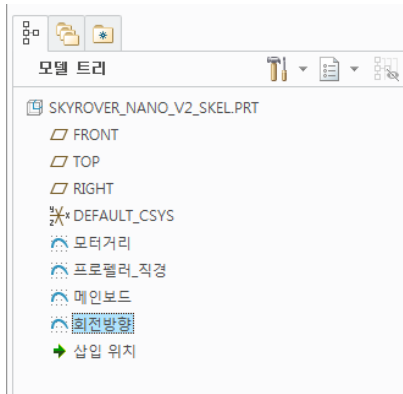 모델 트리
SKYROVER_NANO_V2_SKEL.PRT
FRONT
TOP
RIGHT
DEFAULT_CSYS
모터거리
프로펠러_직경
메인보드
회전방향
삽입 위치